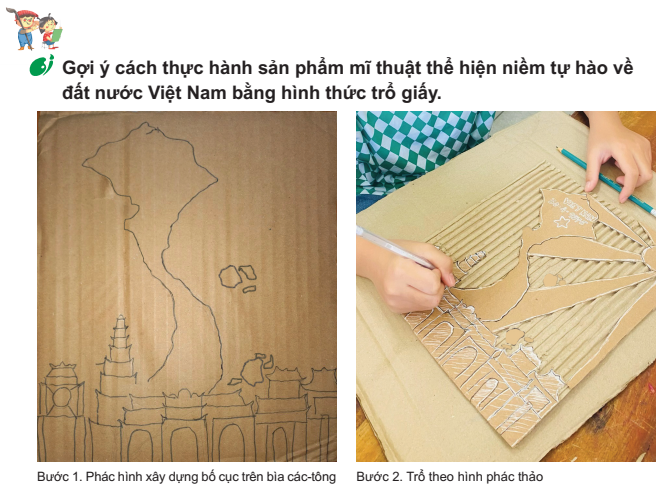 3
Gợi ý cách thực hành sản phẩm mĩ thuật thể hiện niềm tự hào về
đất nước Việt Nam bằng hình thức trổ giấy.
Bước 1. Phác hình xây dựng bố cục trên bìa các-tông
Bước 2. Trổ theo hình phác thảo